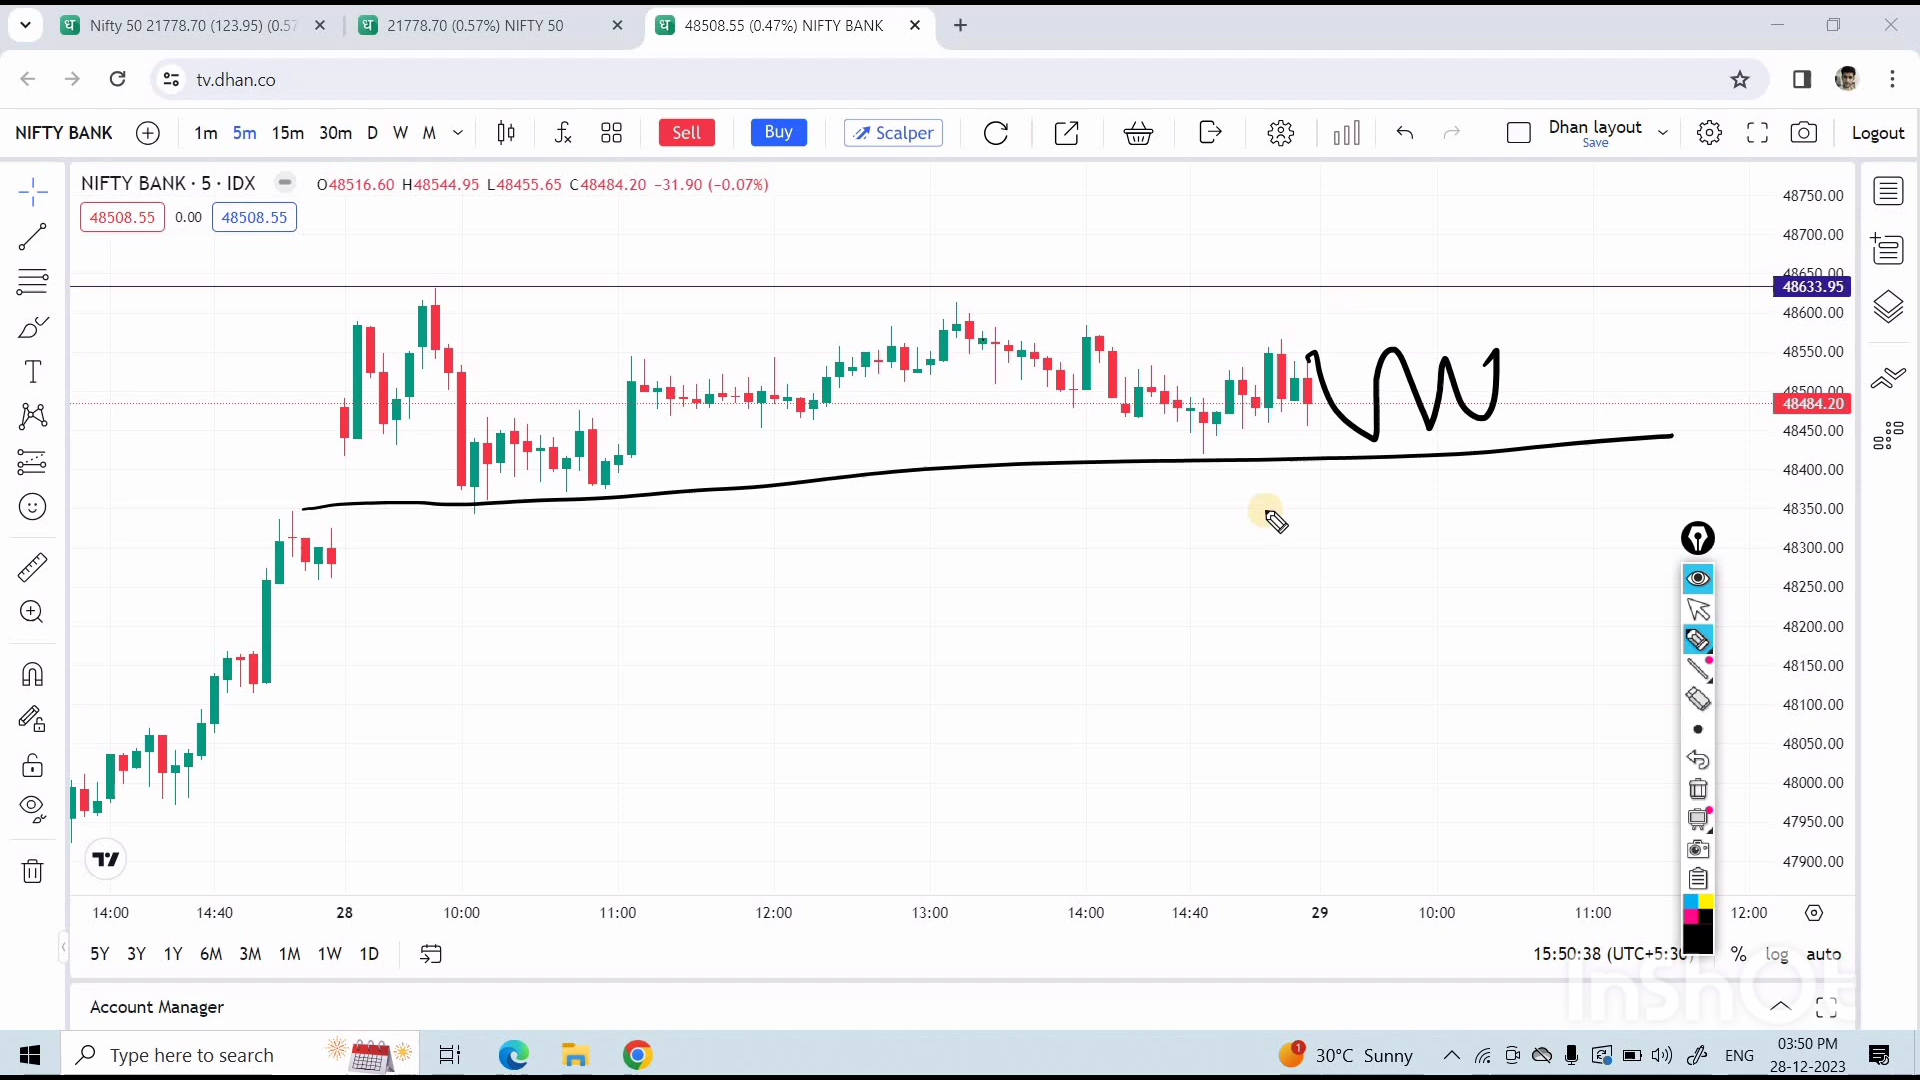 Nifty 50 21778.70 (123.95) (0.57
21778.70 (0.57%) NIFTY 50
48508.55 (0.47%) NIFTY BANK
tv.dhan.co
NIFTY BANK 1m 5m 15m 30m D W M Sell Buy Scalper Dhan layout Save Logout
NIFTY BANK · 5 · IDX O48516.60 H48544.95 L48455.65 C48484.20 −31.90 (−0.07%)
48508.55 0.00 48508.55
48750.00
48700.00
48650.00
48633.95
48600.00
48550.00
48500.00
48484.20
48450.00
48400.00
48350.00
48300.00
48250.00
48200.00
48150.00
48100.00
48050.00
48000.00
47950.00
47900.00
14:00 14:40 28 10:00 11:00 12:00 13:00 14:00 14:40 29 10:00 11:00 12:00
5Y 3Y 1Y 6M 3M 1M 1W 1D 15:50:38 (UTC+5:30) % log auto
InShOt
Account Manager
Type here to search 30°C Sunny ENG 03:50 PM
28-12-2023